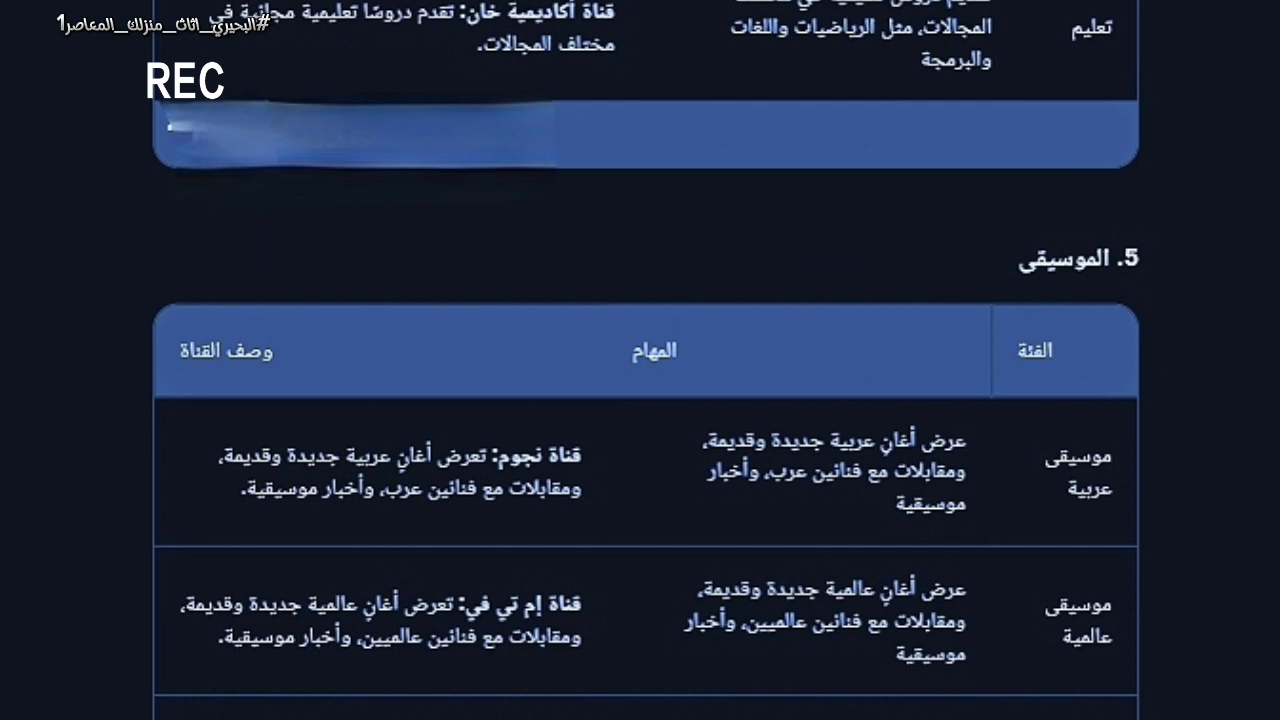 #البحيري_اثاث_منزلك_المعاصر1
REC
تعليم
المجالات، مثل الرياضيات واللغات
والبرمجة
قناة أكاديمية خان: تقدم دروسًا تعليمية مجانية في
مختلف المجالات.
5. الموسيقى
الفئة
المهام
وصف القناة
موسيقى
عربية
عرض أغانٍ عربية جديدة وقديمة،
ومقابلات مع فنانين عرب، وأخبار
موسيقية
قناة نجوم: تعرض أغانٍ عربية جديدة وقديمة،
ومقابلات مع فنانين عرب، وأخبار موسيقية.
موسيقى
عالمية
عرض أغانٍ عالمية جديدة وقديمة،
ومقابلات مع فنانين عالميين، وأخبار
موسيقية
قناة إم تي في: تعرض أغانٍ عالمية جديدة وقديمة،
ومقابلات مع فنانين عالميين، وأخبار موسيقية.